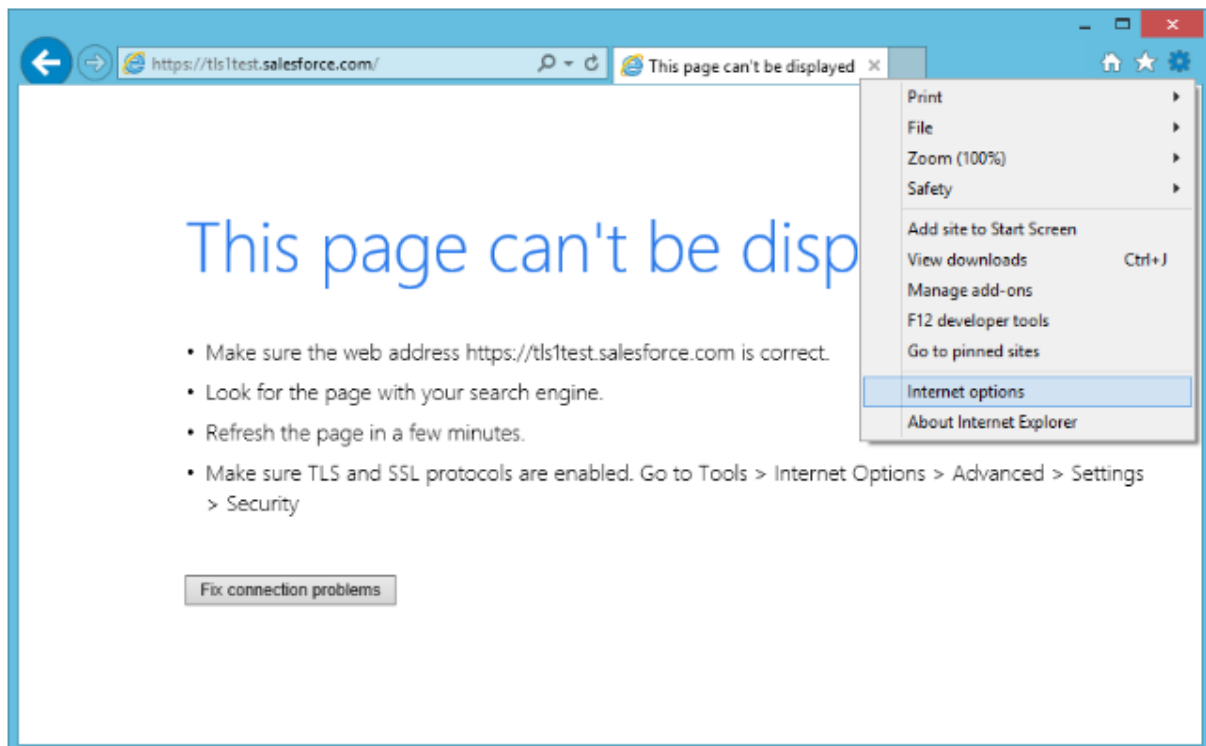 https://tls1test.salesforce.com/
This page can't be displayed
Print
File
Zoom (100%)
Safety
Add site to Start Screen
View downloads Ctrl+J
Manage add-ons
F12 developer tools
Go to pinned sites
Internet options
About Internet Explorer
This page can't be disp
• Make sure the web address https://tls1test.salesforce.com is correct.
• Look for the page with your search engine.
• Refresh the page in a few minutes.
• Make sure TLS and SSL protocols are enabled. Go to Tools > Internet Options > Advanced > Settings
> Security
Fix connection problems